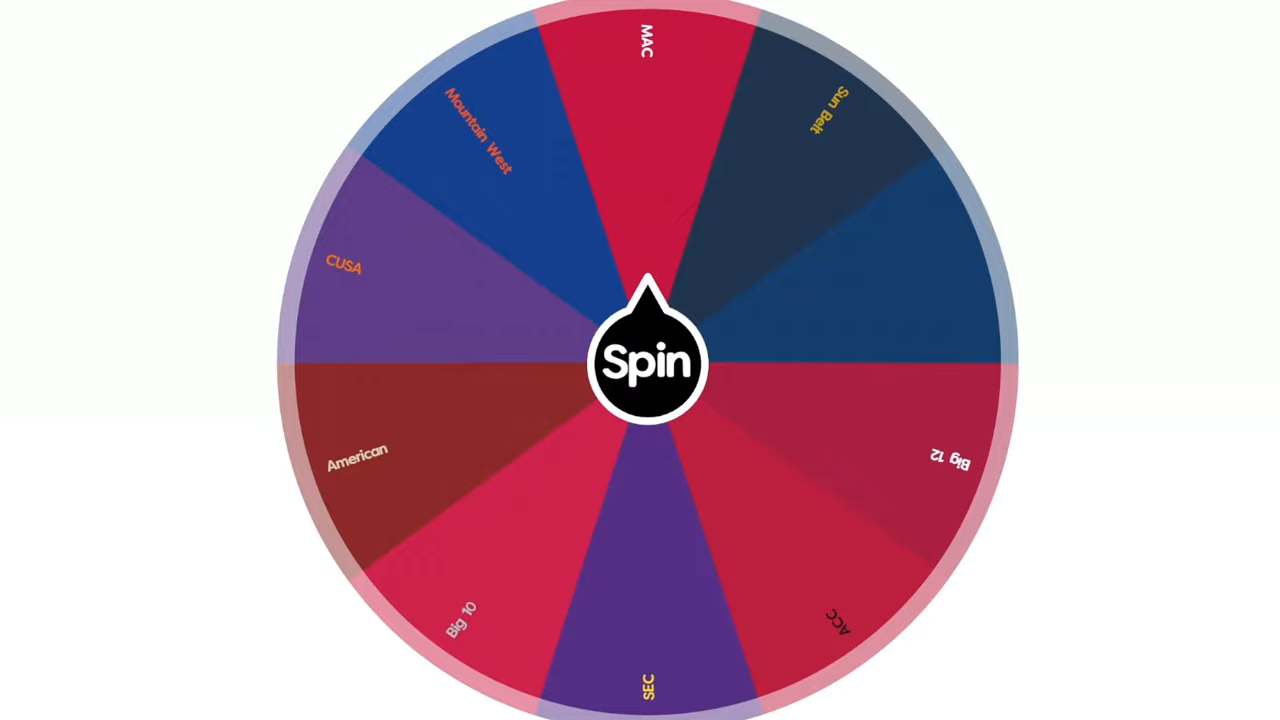 MAC
Sun Belt
Big 12
ACC
SEC
Big 10
American
CUSA
Mountain West
Spin